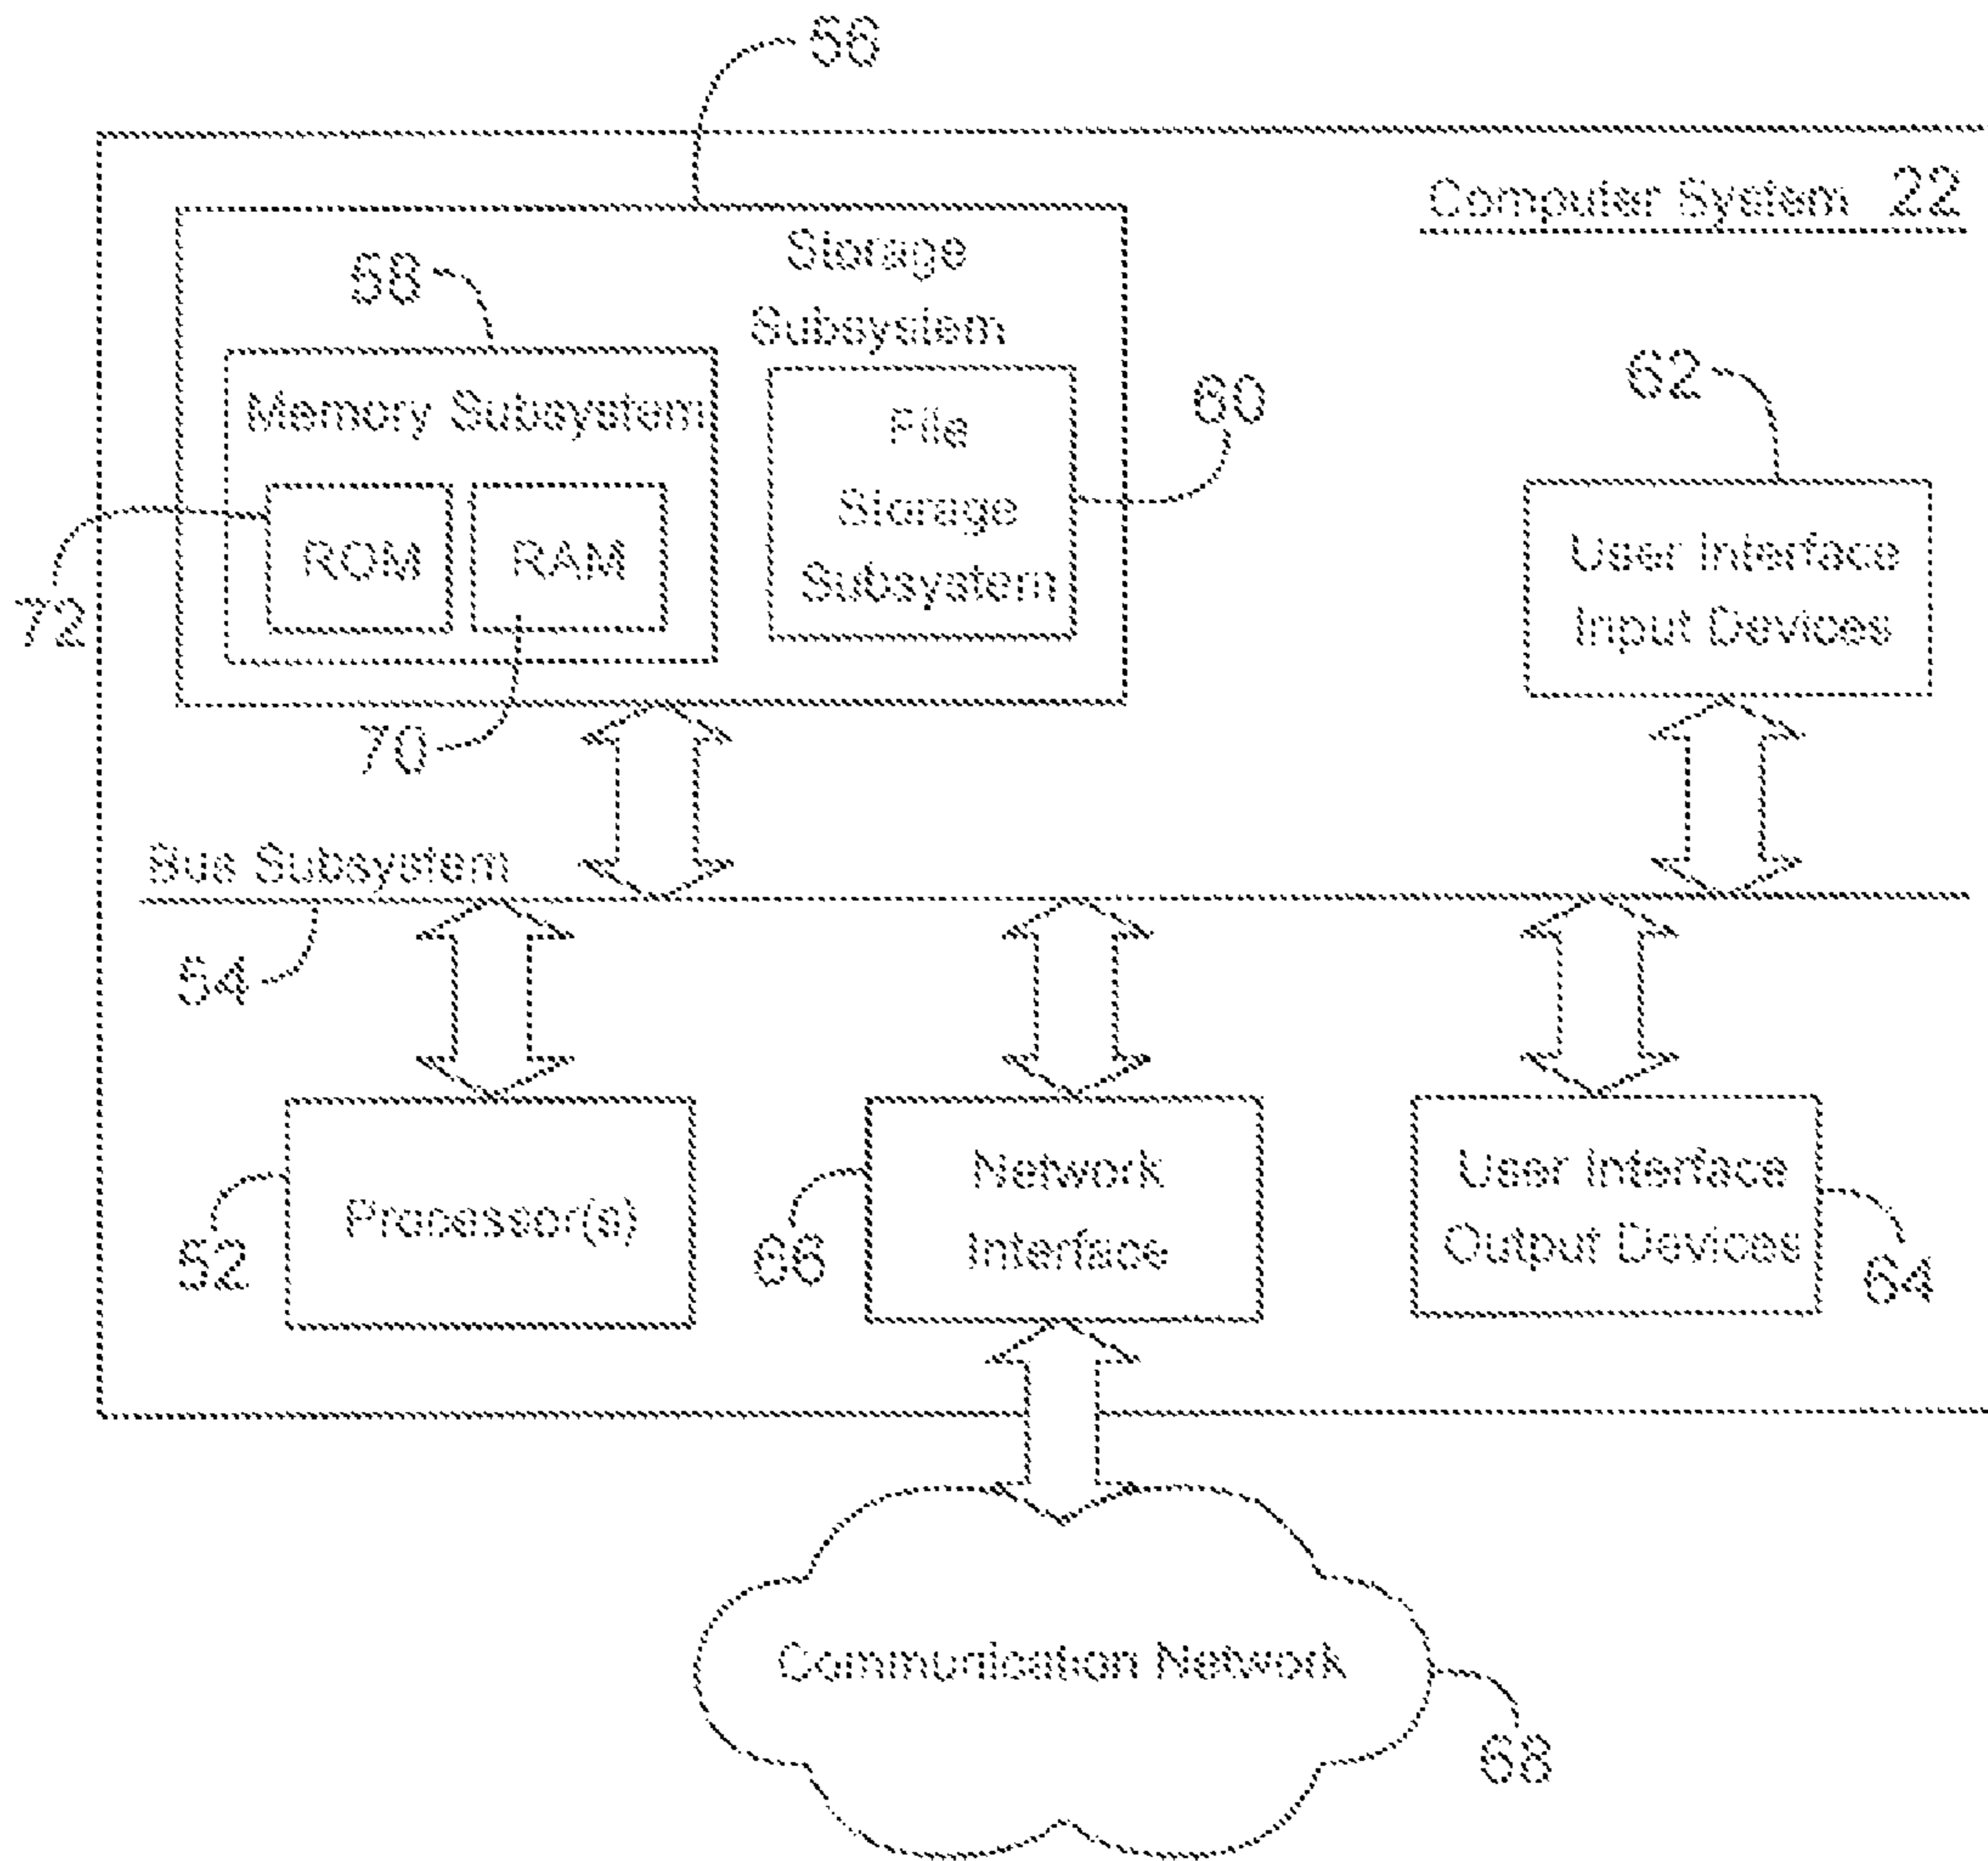 56
Computer System 22
Storage
Subsystem
58
Memory Subsystem
60
62
File
Storage
Subsystem
ROM
RAM
User Interface
Input Devices
72
70
Bus Subsystem
54
Processor(s)
52
Network
Interface
66
User Interface
Output Devices
64
Communication Network
68